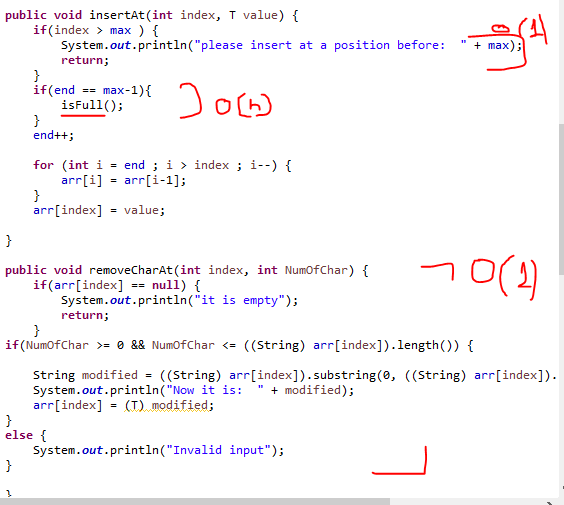 public void insertAt(int index, T value) {
if(index > max ) {
System.out.println("please insert at a position before:  " + max);
O(1)
return;
}
if(end == max-1){
isFull();
O(n)
}
end++;
for (int i = end ; i > index ; i--) {
arr[i] = arr[i-1];
}
arr[index] = value;
}
public void removeCharAt(int index, int NumOfChar) {
O(1)
if(arr[index] == null) {
System.out.println("it is empty");
return;
}
if(NumOfChar >= 0 && NumOfChar <= ((String) arr[index]).length()) {
String modified = ((String) arr[index]).substring(0, ((String) arr[index]).
System.out.println("Now it is:  " + modified);
arr[index] = (T) modified;
}
else {
System.out.println("Invalid input");
}
}